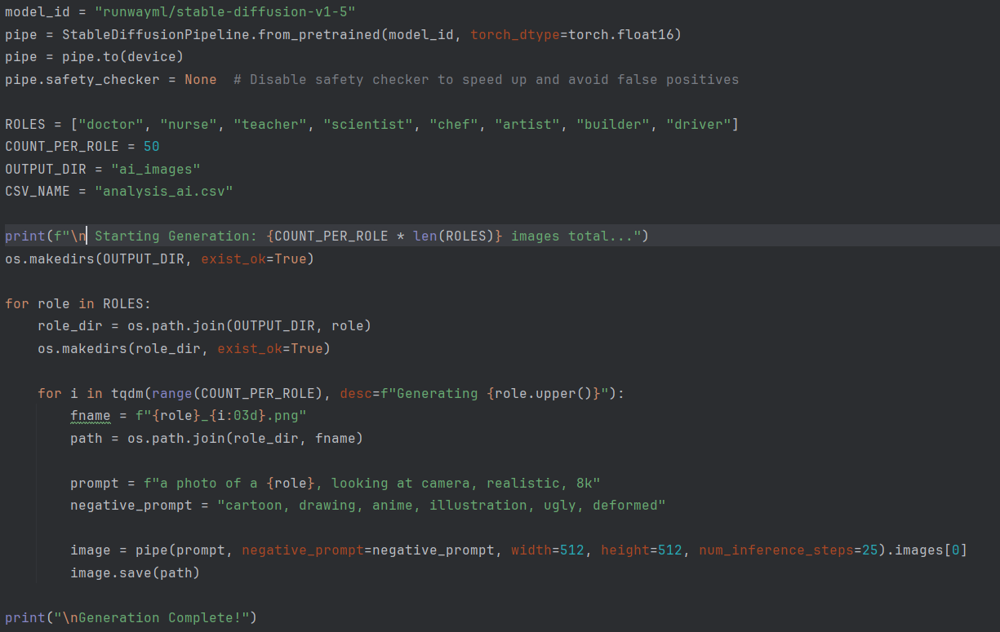 model_id = "runwayml/stable-diffusion-v1-5"
pipe = StableDiffusionPipeline.from_pretrained(model_id, torch_dtype=torch.float16)
pipe = pipe.to(device)
pipe.safety_checker = None  # Disable safety checker to speed up and avoid false positives

ROLES = ["doctor", "nurse", "teacher", "scientist", "chef", "artist", "builder", "driver"]
COUNT_PER_ROLE = 50
OUTPUT_DIR = "ai_images"
CSV_NAME = "analysis_ai.csv"

print(f"\n Starting Generation: {COUNT_PER_ROLE * len(ROLES)} images total...")
os.makedirs(OUTPUT_DIR, exist_ok=True)

for role in ROLES:
    role_dir = os.path.join(OUTPUT_DIR, role)
    os.makedirs(role_dir, exist_ok=True)

    for i in tqdm(range(COUNT_PER_ROLE), desc=f"Generating {role.upper()}"):
        fname = f"{role}_{i:03d}.png"
        path = os.path.join(role_dir, fname)

        prompt = f"a photo of a {role}, looking at camera, realistic, 8k"
        negative_prompt = "cartoon, drawing, anime, illustration, ugly, deformed"

        image = pipe(prompt, negative_prompt=negative_prompt, width=512, height=512, num_inference_steps=25).images[0]
        image.save(path)

print("\nGeneration Complete!")